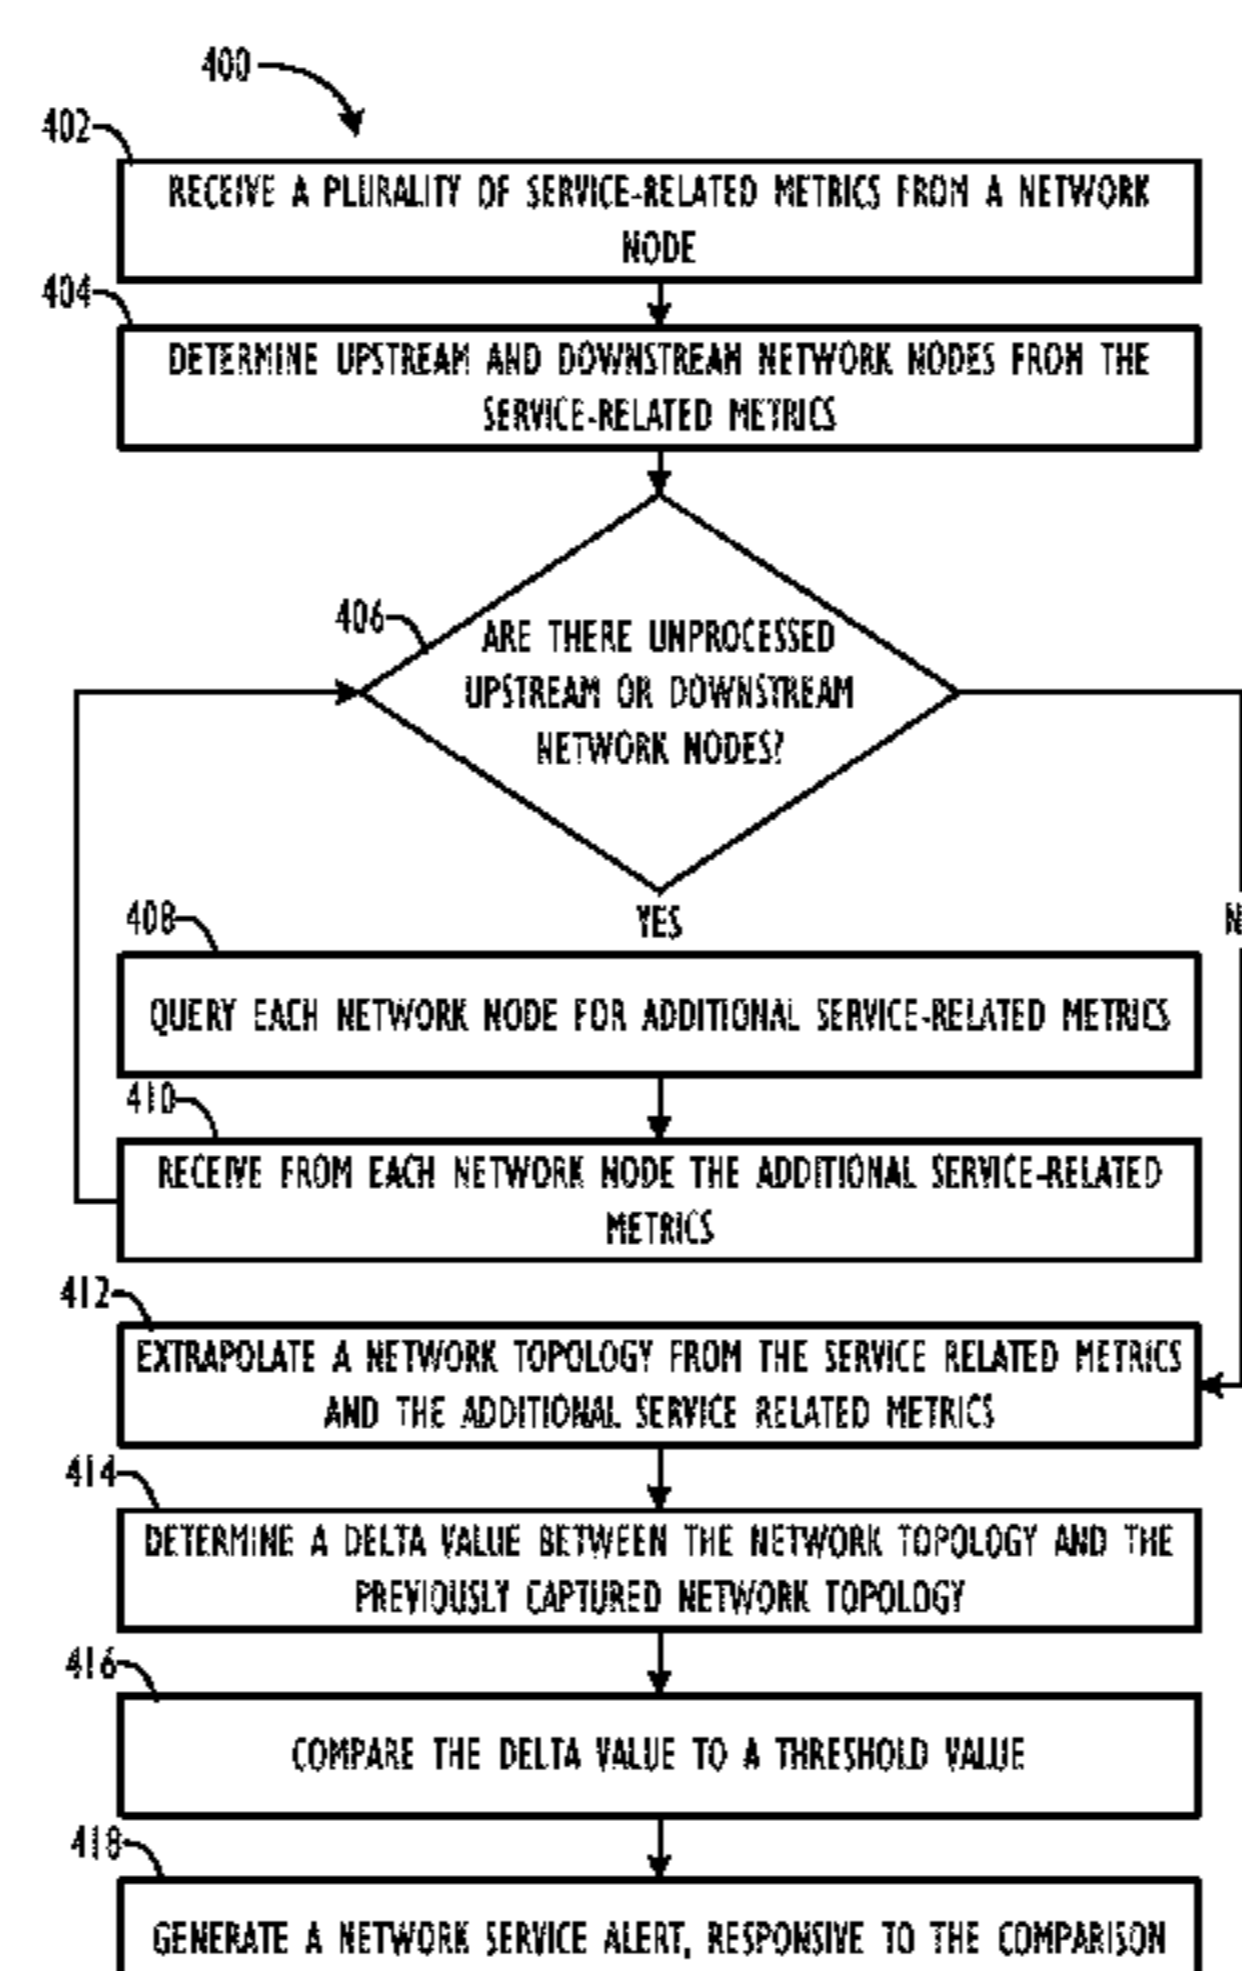 400
402
RECEIVE A PLURALITY OF SERVICE-RELATED METRICS FROM A NETWORK
NODE
404
DETERMINE UPSTREAM AND DOWNSTREAM NETWORK NODES FROM THE
SERVICE-RELATED METRICS
406
ARE THERE UNPROCESSED
UPSTREAM OR DOWNSTREAM
NETWORK NODES?
YES
N
408
QUERY EACH NETWORK NODE FOR ADDITIONAL SERVICE-RELATED METRICS
410
RECEIVE FROM EACH NETWORK NODE THE ADDITIONAL SERVICE-RELATED
METRICS
412
EXTRAPOLATE A NETWORK TOPOLOGY FROM THE SERVICE RELATED METRICS
AND THE ADDITIONAL SERVICE RELATED METRICS
414
DETERMINE A DELTA VALUE BETWEEN THE NETWORK TOPOLOGY AND THE
PREVIOUSLY CAPTURED NETWORK TOPOLOGY
416
COMPARE THE DELTA VALUE TO A THRESHOLD VALUE
418
GENERATE A NETWORK SERVICE ALERT, RESPONSIVE TO THE COMPARISON